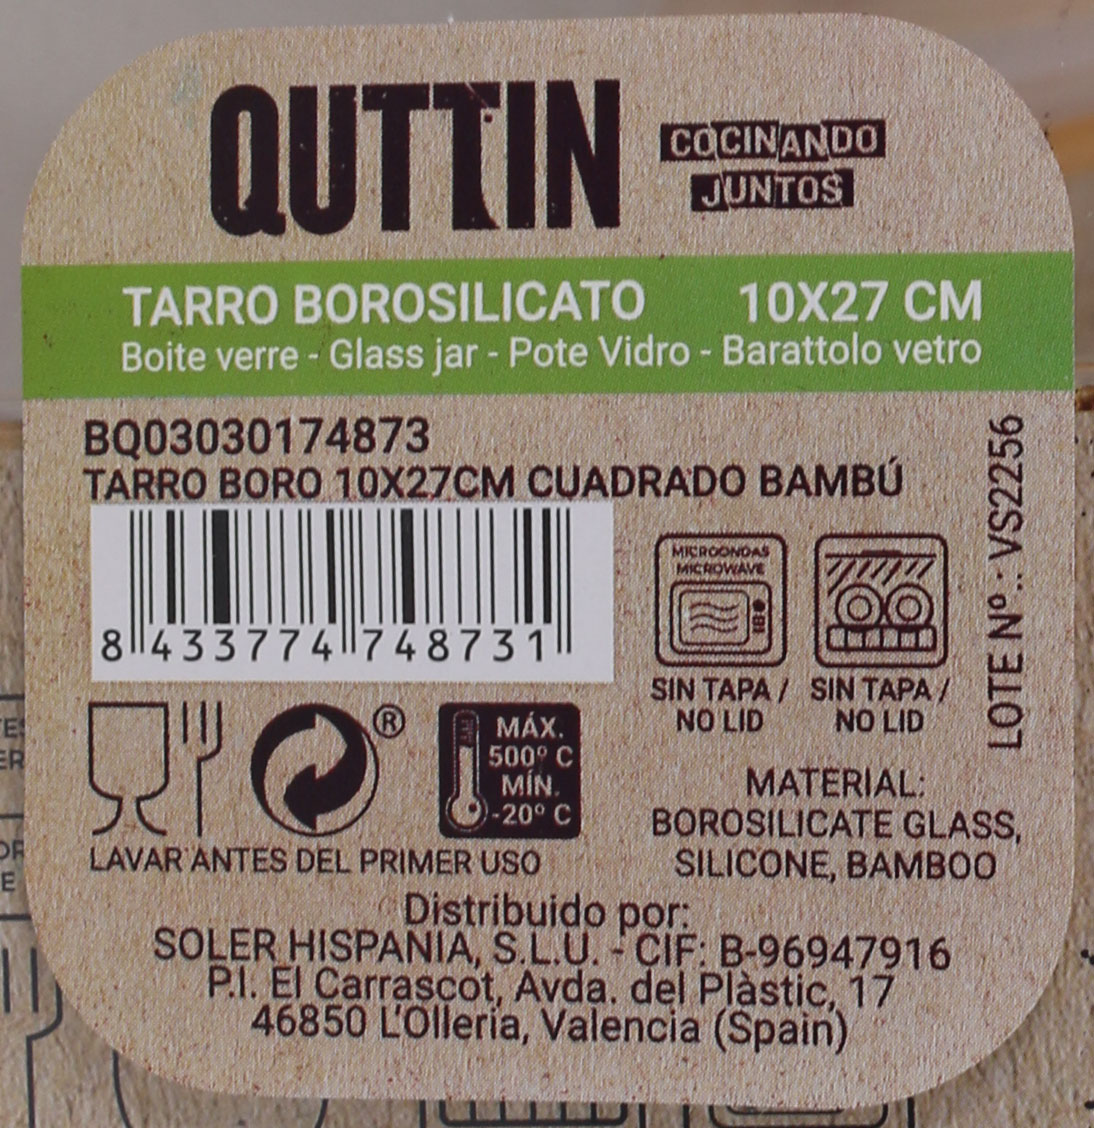 QUTTIN
COCINANDO
JUNTOS
TARRO BOROSILICATO 10X27 CM
Boite verre - Glass jar - Pote Vidro - Barattolo vetro
BQ03030174873
TARRO BORO 10X27CM CUADRADO BAMBÚ
8 433774 748731
MICROONDAS
MICROWAVE
SIN TAPA /
NO LID
SIN TAPA /
NO LID
LOTE Nº.: VS2256
®
MÁX.
500º C
MÍN.
-20º C
LAVAR ANTES DEL PRIMER USO
MATERIAL:
BOROSILICATE GLASS,
SILICONE, BAMBOO
Distribuido por:
SOLER HISPANIA, S.L.U. - CIF: B-96947916
P.I. El Carrascot, Avda. del Plàstic, 17
46850 L'Olleria, Valencia (Spain)